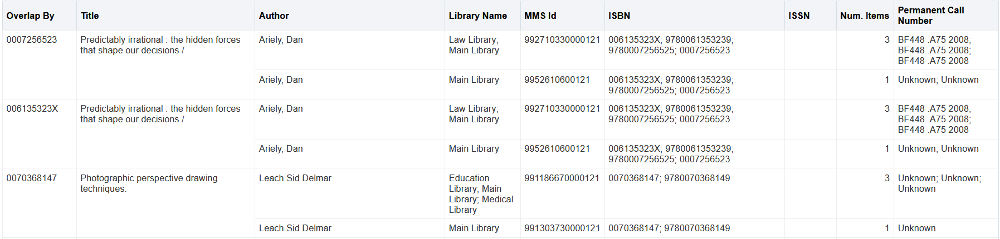 Overlap By Title Author Library Name MMS Id ISBN ISSN Num. Items Permanent Call Number
0007256523 Predictably irrational : the hidden forces Ariely, Dan Law Library; 992710330000121 006135323X; 9780061353239; 3 BF448 .A75 2008;
that shape our decisions / Main Library 9780007256525; 0007256523 BF448 .A75 2008;
BF448 .A75 2008
Ariely, Dan Main Library 9952610600121 006135323X; 9780061353239; 1 Unknown; Unknown
9780007256525; 0007256523
006135323X Predictably irrational : the hidden forces Ariely, Dan Law Library; 992710330000121 006135323X; 9780061353239; 3 BF448 .A75 2008;
that shape our decisions / Main Library 9780007256525; 0007256523 BF448 .A75 2008;
BF448 .A75 2008
Ariely, Dan Main Library 9952610600121 006135323X; 9780061353239; 1 Unknown; Unknown
9780007256525; 0007256523
0070368147 Photographic perspective drawing Leach Sid Delmar Education 991186670000121 0070368147; 9780070368149 3 Unknown; Unknown;
techniques. Library; Main Unknown
Library; Medical
Library
Leach Sid Delmar Main Library 991303730000121 0070368147; 9780070368149 1 Unknown